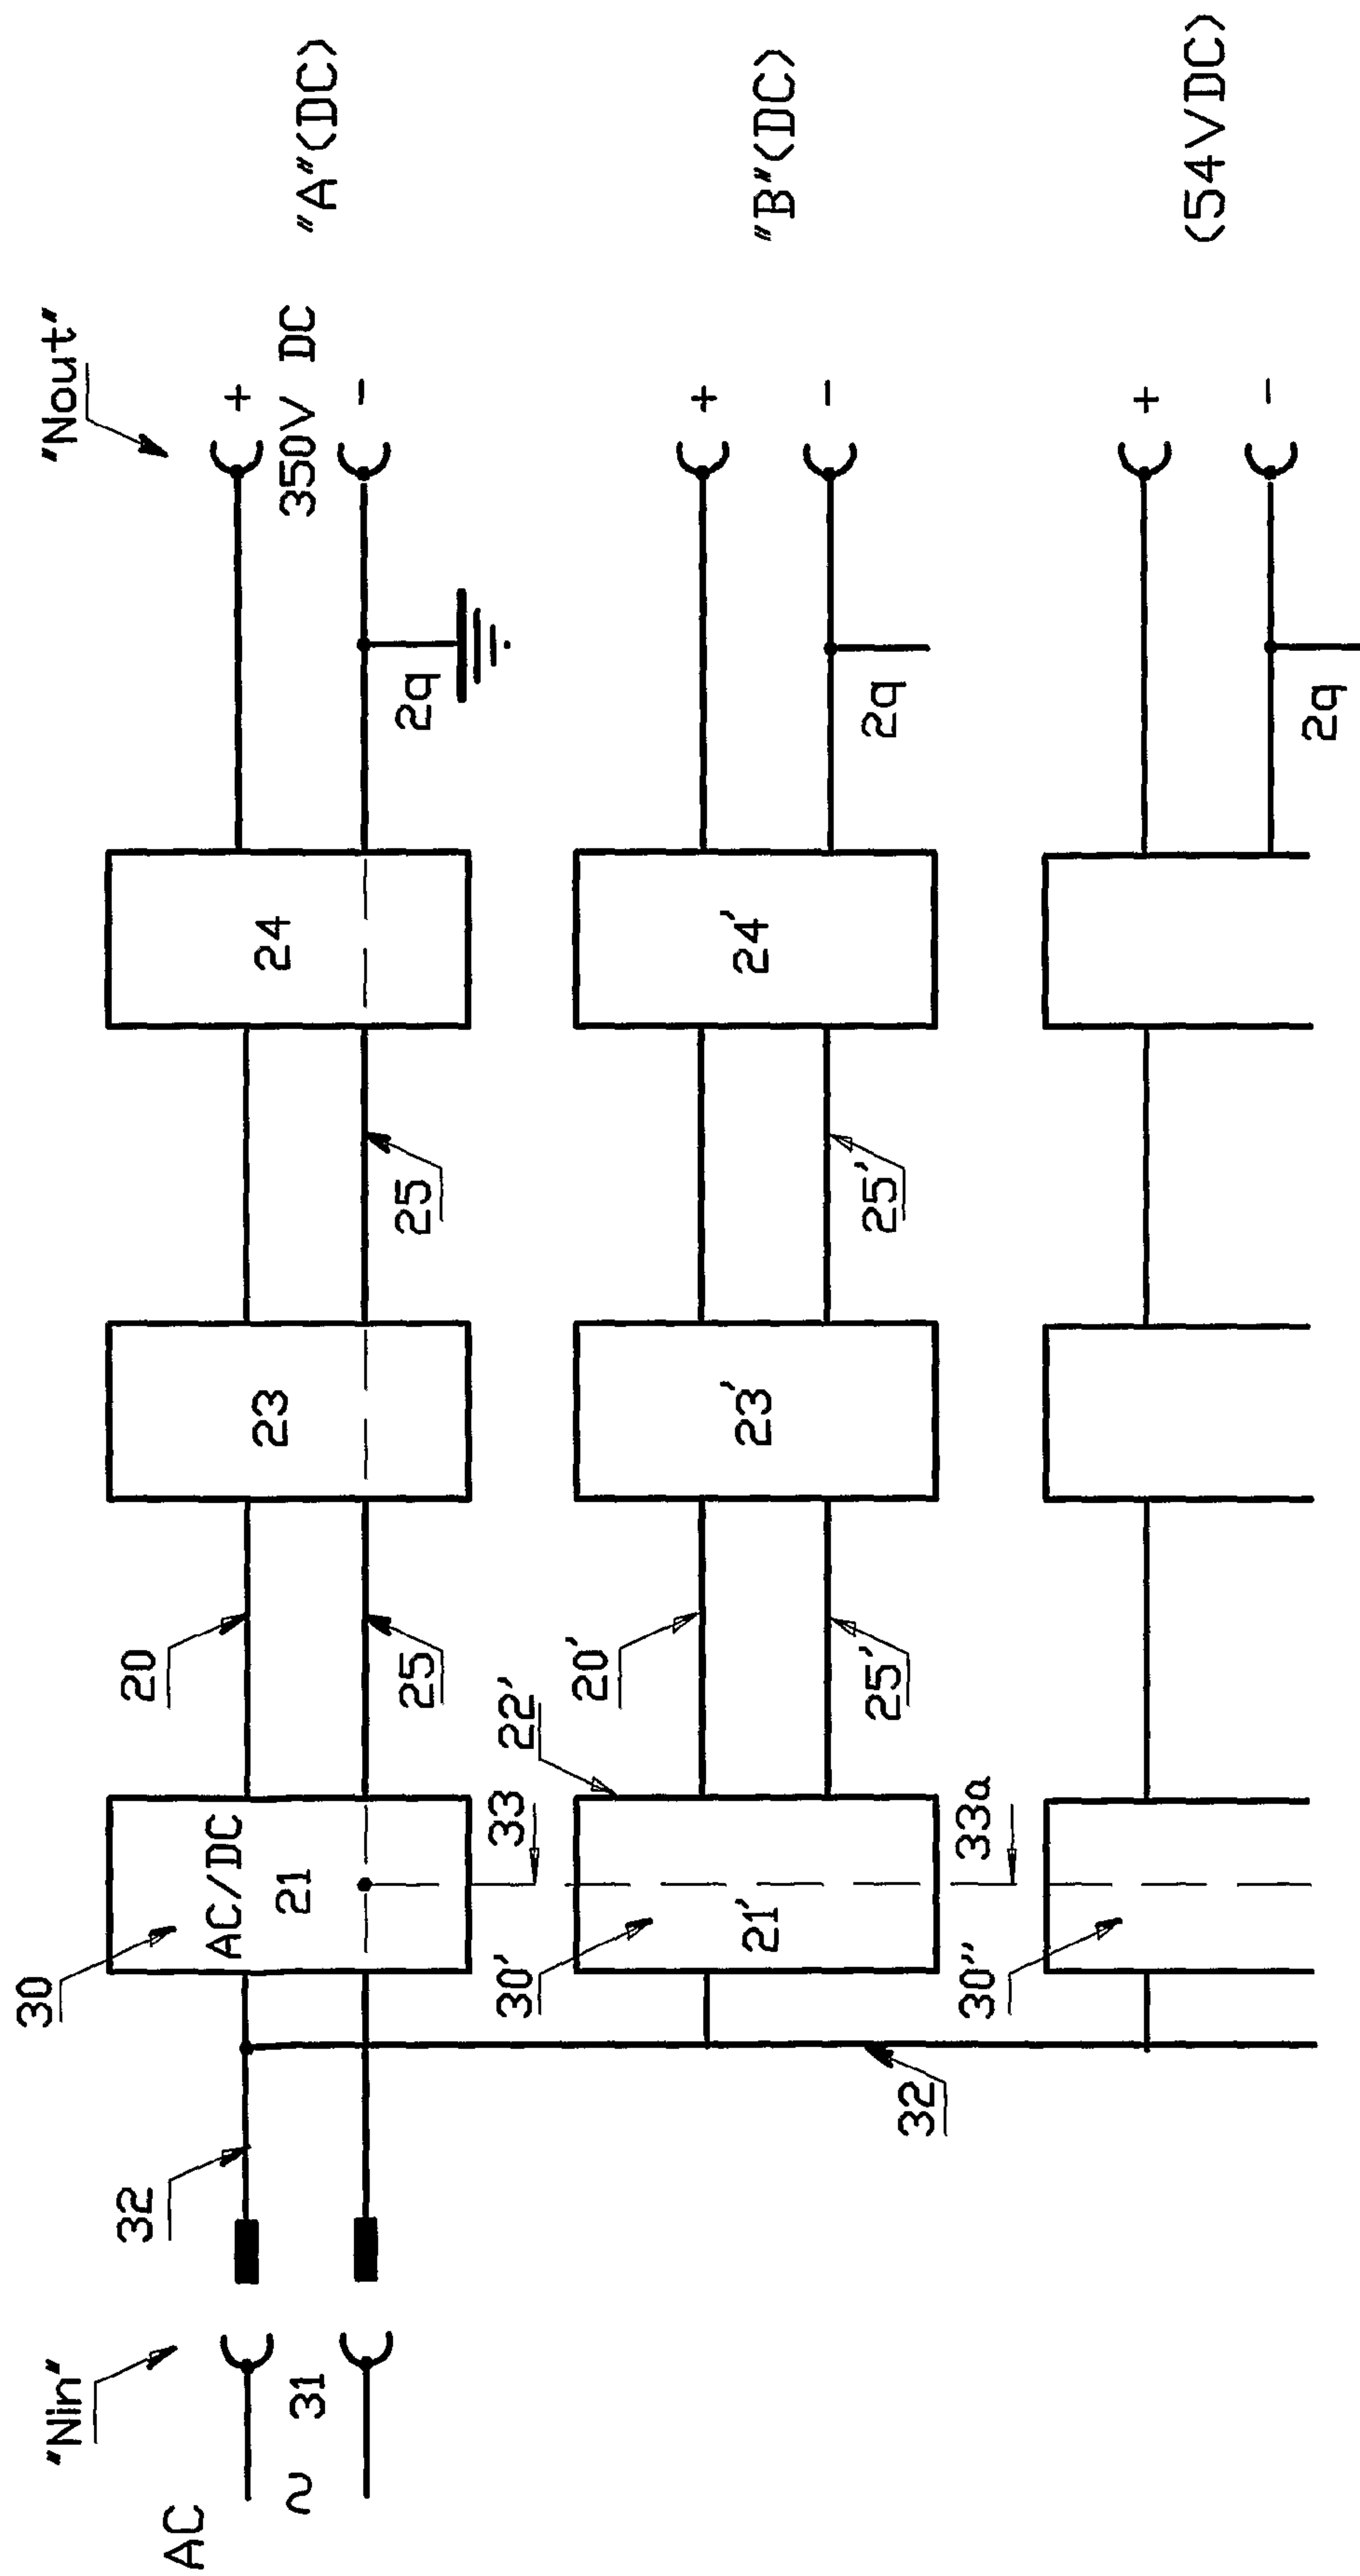 "Nin"
AC
~ 31
32
30
AC/DC
21
20
25
23
25
24
2q
"Nout"
+
350V DC
-
"A"(DC)
32
33
30'
21'
22'
20'
25'
23'
25'
24'
2q
+
-
"B"(DC)
30"
33a
2q
+
-
(54VDC)